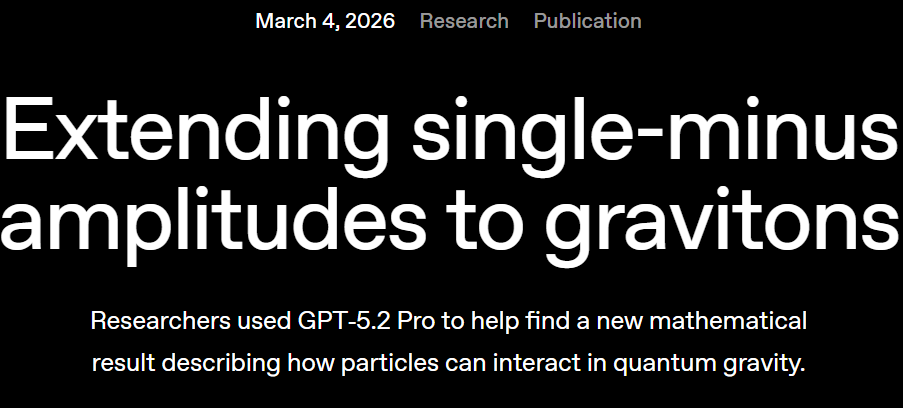 March 4, 2026 Research Publication
Extending single-minus
amplitudes to gravitons
Researchers used GPT-5.2 Pro to help find a new mathematical
result describing how particles can interact in quantum gravity.